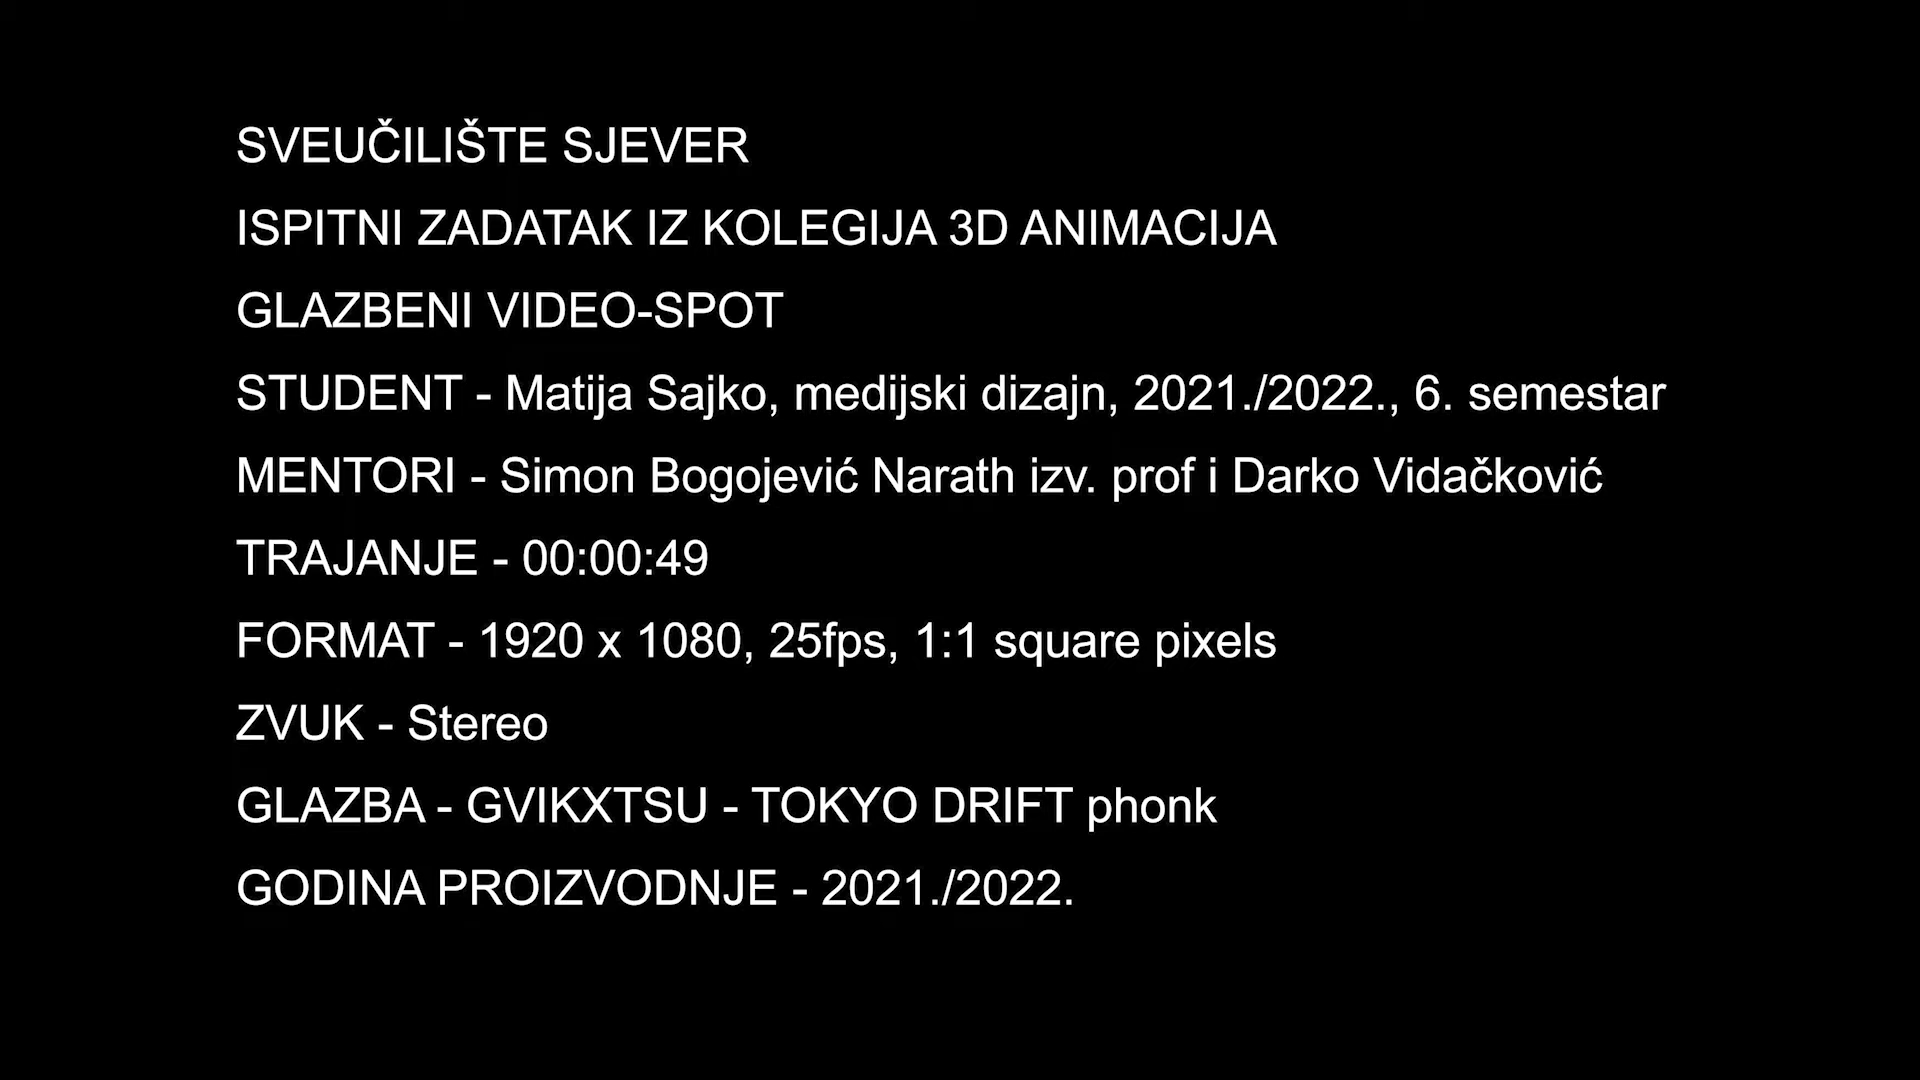 SVEUČILIŠTE SJEVER
ISPITNI ZADATAK IZ KOLEGIJA 3D ANIMACIJA
GLAZBENI VIDEO-SPOT
STUDENT - Matija Sajko, medijski dizajn, 2021./2022., 6. semestar
MENTORI - Simon Bogojević Narath izv. prof i Darko Vidačković
TRAJANJE - 00:00:49
FORMAT - 1920 x 1080, 25fps, 1:1 square pixels
ZVUK - Stereo
GLAZBA - GVIKXTSU - TOKYO DRIFT phonk
GODINA PROIZVODNJE - 2021./2022.